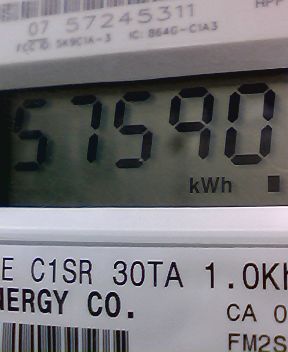 HPP
07 57245311
FCC ID: SK9C1A-3 IC: 864G-C1A3
57590
kWh
E C1SR 30TA 1.0Kh
NERGY CO.
CA 0
FM2S